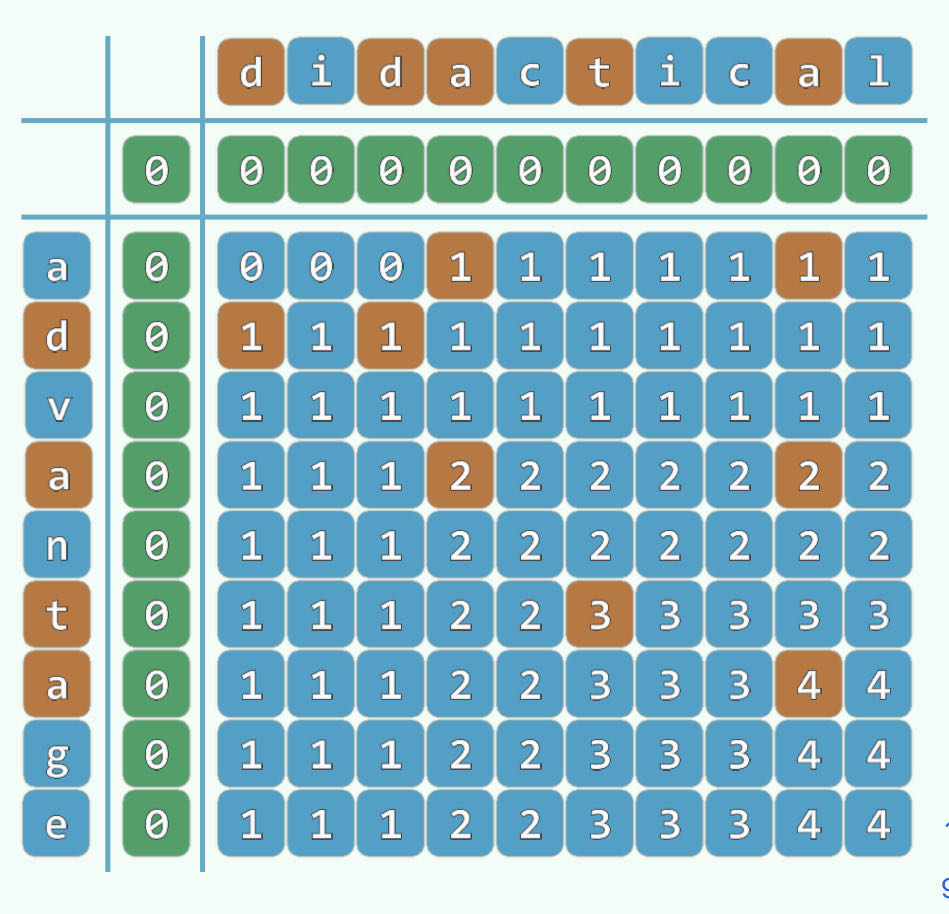 d i d a c t i c a l
0 0 0 0 0 0 0 0 0 0 0
a 0 0 0 0 1 1 1 1 1 1 1
d 0 1 1 1 1 1 1 1 1 1 1
v 0 1 1 1 1 1 1 1 1 1 1
a 0 1 1 1 2 2 2 2 2 2 2
n 0 1 1 1 2 2 2 2 2 2 2
t 0 1 1 1 2 2 3 3 3 3 3
a 0 1 1 1 2 2 3 3 3 4 4
g 0 1 1 1 2 2 3 3 3 4 4
e 0 1 1 1 2 2 3 3 3 4 4